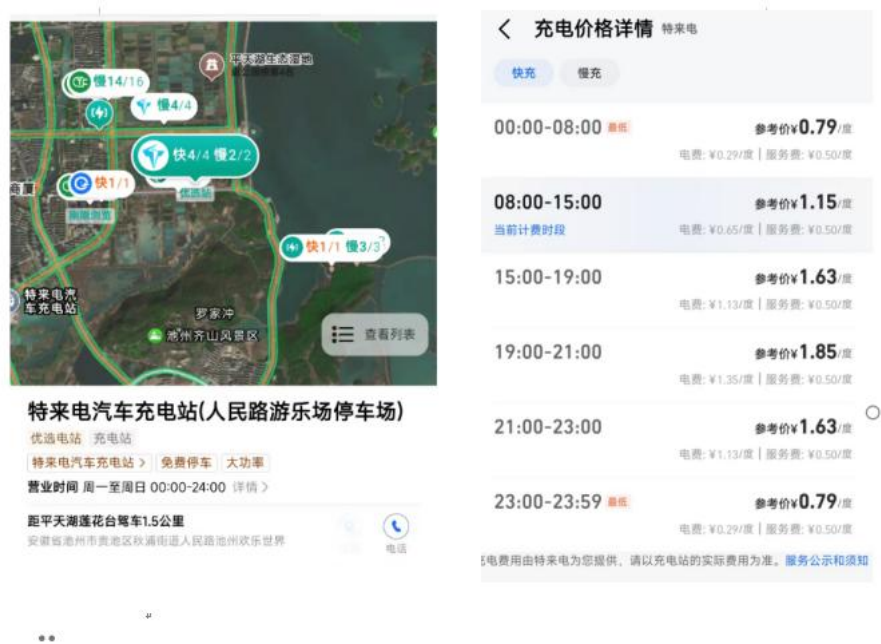 慢14/16
平天湖生态湿地
慢4/4
快4/4 慢2/2
商厦
快1/1
优选站
快1/1 慢3/3
特来电汽
车充电站
罗家冲
池州齐山风景区
查看列表
特来电汽车充电站(人民路游乐场停车场)
优选电站 充电站
特来电汽车充电站 > 免费停车 大功率
营业时间 周一至周日 00:00-24:00 详情 >
距平天湖莲花台驾车1.5公里
安徽省池州市贵池区秋浦街道人民路池州欢乐世界
电话
充电价格详情 特来电
快充 慢充
00:00-08:00 最低 参考价¥0.79/度
电费: ¥0.29/度 | 服务费: ¥0.50/度
08:00-15:00 参考价¥1.15/度
当前计费时段 电费: ¥0.65/度 | 服务费: ¥0.50/度
15:00-19:00 参考价¥1.63/度
电费: ¥1.13/度 | 服务费: ¥0.50/度
19:00-21:00 参考价¥1.85/度
电费: ¥1.35/度 | 服务费: ¥0.50/度
21:00-23:00 参考价¥1.63/度
电费: ¥1.13/度 | 服务费: ¥0.50/度
23:00-23:59 最低 参考价¥0.79/度
电费: ¥0.29/度 | 服务费: ¥0.50/度
电费用由特来电为您提供，请以充电站的实际费用为准。服务公示和须知